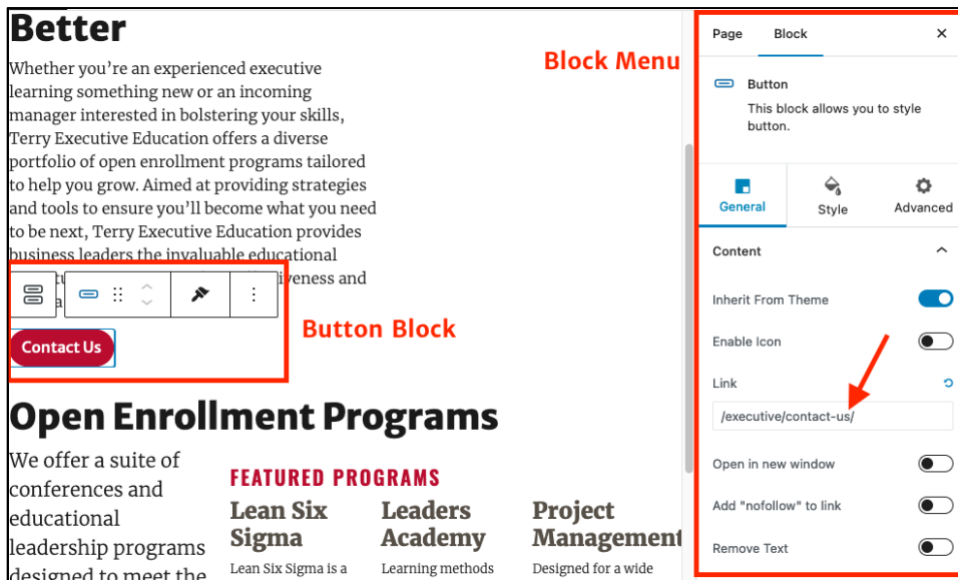 Better
Whether you're an experienced executive
learning something new or an incoming
manager interested in bolstering your skills,
Terry Executive Education offers a diverse
portfolio of open enrollment programs tailored
to help you grow. Aimed at providing strategies
and tools to ensure you'll become what you need
to be next, Terry Executive Education provides
business leaders the invaluable educational
and
Contact Us
Button Block
Open Enrollment Programs
We offer a suite of
conferences and
educational
leadership programs
designed to meet the
FEATURED PROGRAMS
Lean Six
Sigma
Lean Six Sigma is a
Leaders
Academy
Learning methods
Project
Management
Designed for a wide
Block Menu
Page
Block
Button
This block allows you to style
button.
General
Style
Advanced
Content
Inherit From Theme
Enable Icon
Link
/executive/contact-us/
Open in new window
Add "nofollow" to link
Remove Text